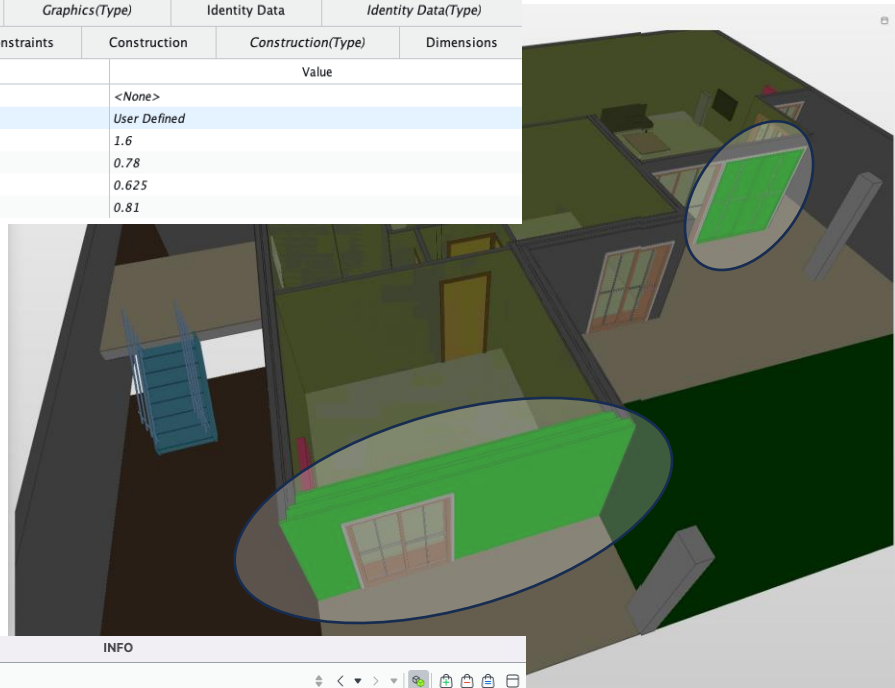 Graphics(Type) Identity Data Identity Data(Type)
nstraints Construction Construction(Type) Dimensions
Value
<None>
User Defined
1.6
0.78
0.625
0.81
INFO